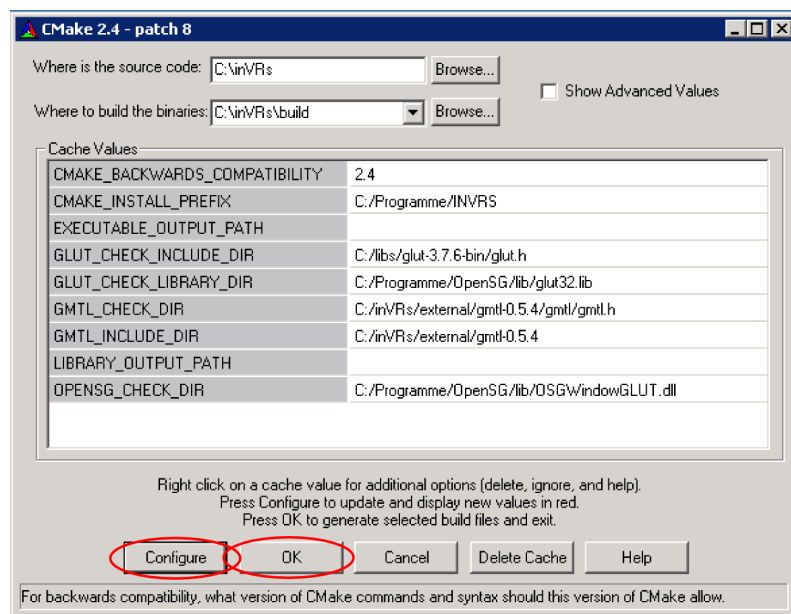 CMake 2.4 - patch 8
Where is the source code: C:\inVRs Browse...
Show Advanced Values
Where to build the binaries: C:\inVRs\build Browse...
Cache Values
CMAKE_BACKWARDS_COMPATIBILITY 2.4
CMAKE_INSTALL_PREFIX C:/Programme/INVRS
EXECUTABLE_OUTPUT_PATH
GLUT_CHECK_INCLUDE_DIR C:/libs/glut-3.7.6-bin/glut.h
GLUT_CHECK_LIBRARY_DIR C:/Programme/OpenSG/lib/glut32.lib
GMTL_CHECK_DIR C:/inVRs/external/gmtl-0.5.4/gmtl/gmtl.h
GMTL_INCLUDE_DIR C:/inVRs/external/gmtl-0.5.4
LIBRARY_OUTPUT_PATH
OPENSG_CHECK_DIR C:/Programme/OpenSG/lib/OSGWindowGLUT.dll
Right click on a cache value for additional options (delete, ignore, and help).
Press Configure to update and display new values in red.
Press OK to generate selected build files and exit.
Configure OK Cancel Delete Cache Help
For backwards compatibility, what version of CMake commands and syntax should this version of CMake allow.